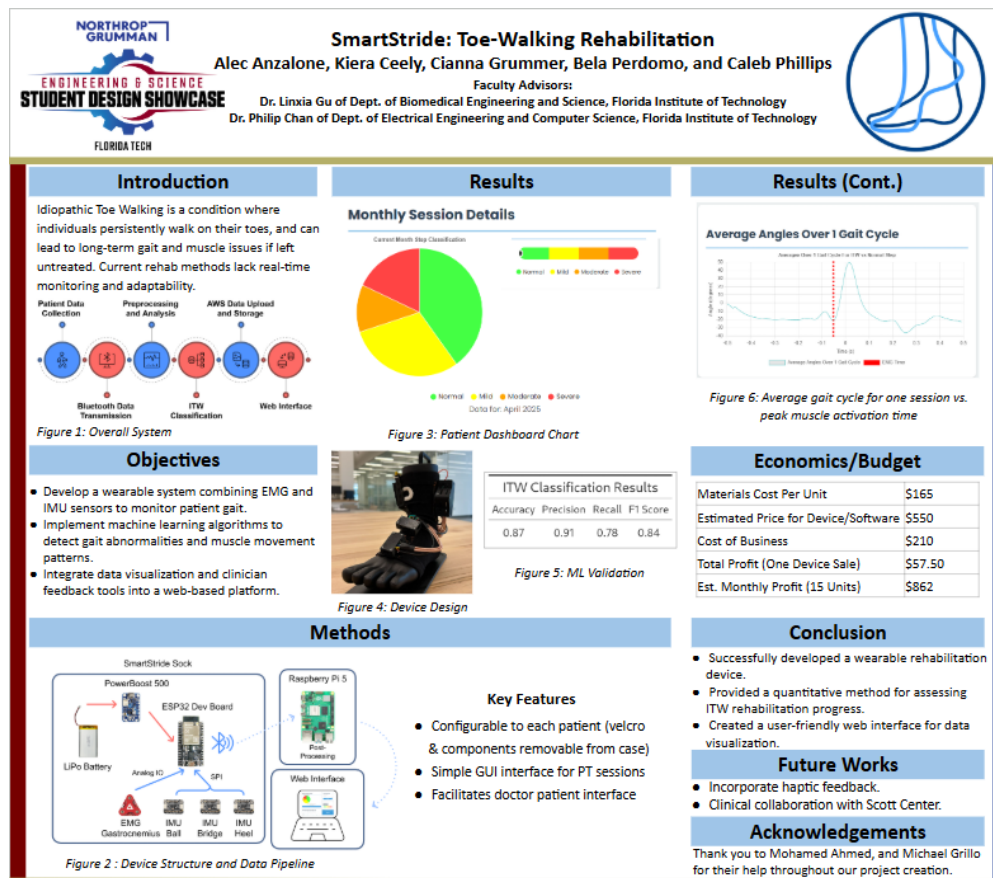 NORTHROP
GRUMMAN
ENGINEERING & SCIENCE
STUDENT DESIGN SHOWCASE
FLORIDA TECH
SmartStride: Toe-Walking Rehabilitation
Alec Anzalone, Kiera Ceely, Cianna Grummer, Bela Perdomo, and Caleb Phillips
Faculty Advisors:
Dr. Linxia Gu of Dept. of Biomedical Engineering and Science, Florida Institute of Technology
Dr. Philip Chan of Dept. of Electrical Engineering and Computer Science, Florida Institute of Technology
Introduction
Idiopathic Toe Walking is a condition where
individuals persistently walk on their toes, and can
lead to long-term gait and muscle issues if left
untreated. Current rehab methods lack real-time
monitoring and adaptability.
Patient Data
Collection
Preprocessing
and Analysis
AWS Data Upload
and Storage
Bluetooth Data
Transmission
ITW
Classification
Web Interface
Figure 1: Overall System
Objectives
● Develop a wearable system combining EMG and
IMU sensors to monitor patient gait.
● Implement machine learning algorithms to
detect gait abnormalities and muscle movement
patterns.
● Integrate data visualization and clinician
feedback tools into a web-based platform.
Results
Monthly Session Details
Current Month Step Classification
Normal Mild Moderate Severe
Normal Mild Moderate Severe
Data for: April 2025
Figure 3: Patient Dashboard Chart
Figure 4: Device Design
ITW Classification Results
Accuracy Precision Recall F1 Score
0.87 0.91 0.78 0.84
Figure 5: ML Validation
Methods
SmartStride Sock
PowerBoost 500
ESP32 Dev Board
LiPo Battery
Analog IO
SPI
EMG
Gastrocnemius
IMU
Ball
IMU
Bridge
IMU
Heel
Raspberry Pi 5
Post-
Processing
Web Interface
Figure 2 : Device Structure and Data Pipeline
Key Features
● Configurable to each patient (velcro
& components removable from case)
● Simple GUI interface for PT sessions
● Facilitates doctor patient interface
Results (Cont.)
Average Angles Over 1 Gait Cycle
Time (s)
Average Angles Over 1 Gait Cycle
Figure 6: Average gait cycle for one session vs.
peak muscle activation time
Economics/Budget
Materials Cost Per Unit $165
Estimated Price for Device/Software $550
Cost of Business $210
Total Profit (One Device Sale) $57.50
Est. Monthly Profit (15 Units) $862
Conclusion
● Successfully developed a wearable rehabilitation
device.
● Provided a quantitative method for assessing
ITW rehabilitation progress.
● Created a user-friendly web interface for data
visualization.
Future Works
● Incorporate haptic feedback.
● Clinical collaboration with Scott Center.
Acknowledgements
Thank you to Mohamed Ahmed, and Michael Grillo
for their help throughout our project creation.